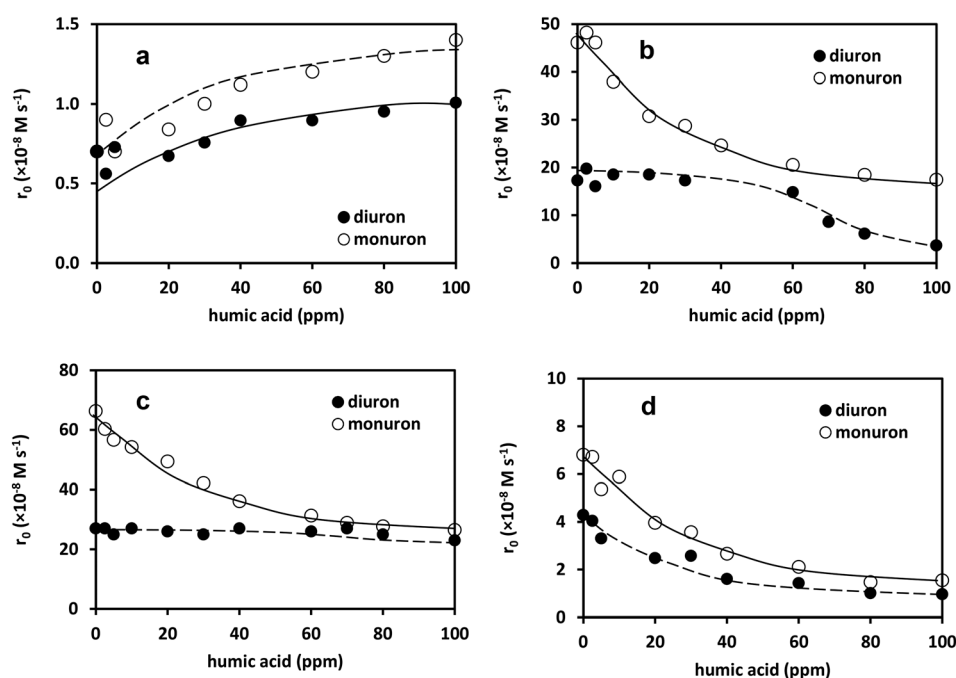 a
1.5
1.0
0.5
0.0
r₀ (×10⁻⁸ M s⁻¹)
diuron
monuron
0 20 40 60 80 100
humic acid (ppm)
b
50
40
30
20
10
0
r₀ (×10⁻⁸ M s⁻¹)
diuron
monuron
0 20 40 60 80 100
humic acid (ppm)
c
80
60
40
20
0
r₀ (×10⁻⁸ M s⁻¹)
diuron
monuron
0 20 40 60 80 100
humic acid (ppm)
d
10
8
6
4
2
0
r₀ (×10⁻⁸ M s⁻¹)
diuron
monuron
0 20 40 60 80 100
humic acid (ppm)